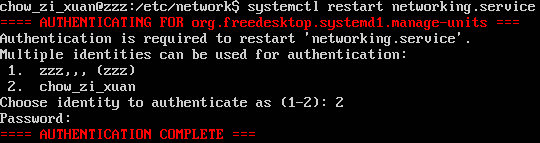 chow_zi_xuan@zzz:/etc/network$ systemctl restart networking.service
==== AUTHENTICATING FOR org.freedesktop.systemd1.manage-units ===
Authentication is required to restart 'networking.service'.
Multiple identities can be used for authentication:
 1.  zzz,,, (zzz)
 2.  chow_zi_xuan
Choose identity to authenticate as (1-2): 2
Password:
==== AUTHENTICATION COMPLETE ===